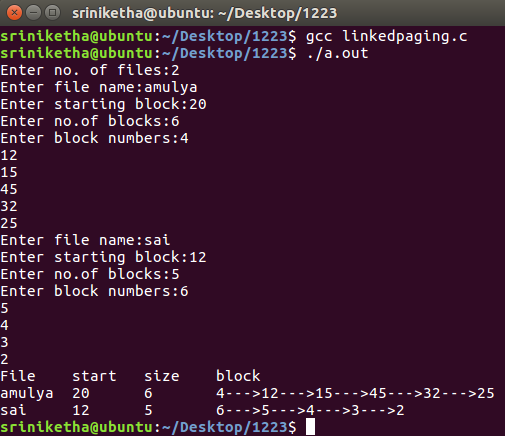 sriniketha@ubuntu: ~/Desktop/1223
sriniketha@ubuntu:~/Desktop/1223$ gcc linkedpaging.c
sriniketha@ubuntu:~/Desktop/1223$ ./a.out
Enter no. of files:2
Enter file name:amulya
Enter starting block:20
Enter no.of blocks:6
Enter block numbers:4
12
15
45
32
25
Enter file name:sai
Enter starting block:12
Enter no.of blocks:5
Enter block numbers:6
5
4
3
2
File    start   size    block
amulya  20      6       4--->12--->15--->45--->32--->25
sai     12      5       6--->5--->4--->3--->2
sriniketha@ubuntu:~/Desktop/1223$